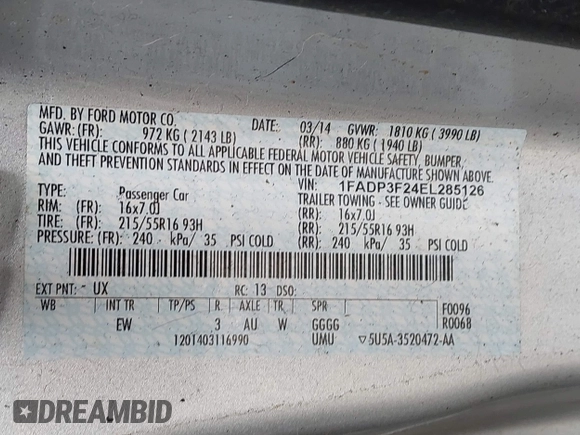 MFD. BY FORD MOTOR CO.
DATE: 03/14 GVWR: 1810 KG ( 3990 LB)
GAWR: (FR): 972 KG ( 2143 LB) (RR): 880 KG ( 1940 LB)
THIS VEHICLE CONFORMS TO ALL APPLICABLE FEDERAL MOTOR VEHICLE SAFETY, BUMPER,
AND THEFT PREVENTION STANDARDS IN EFFECT ON THE DATE OF MANUFACTURE SHOWN ABOVE.
VIN: 1FADP3F24EL285126
TYPE: Passenger Car TRAILER TOWING - SEE OWNER GUIDE
RIM: (FR): 16x7.0J (RR): 16x7.0J
TIRE: (FR): 215/55R16 93H (RR): 215/55R16 93H
PRESSURE: (FR): 240 kPa/ 35 PSI COLD (RR): 240 kPa/ 35 PSI COLD
EXT PNT: UX RC: 13 DSO:
WB INT TR TP/PS R AXLE TR SPR F0096
EW 3 AU W GGGG R0068
1201403116990 UMU ▽5U5A-3520472-AA
DREAMBID